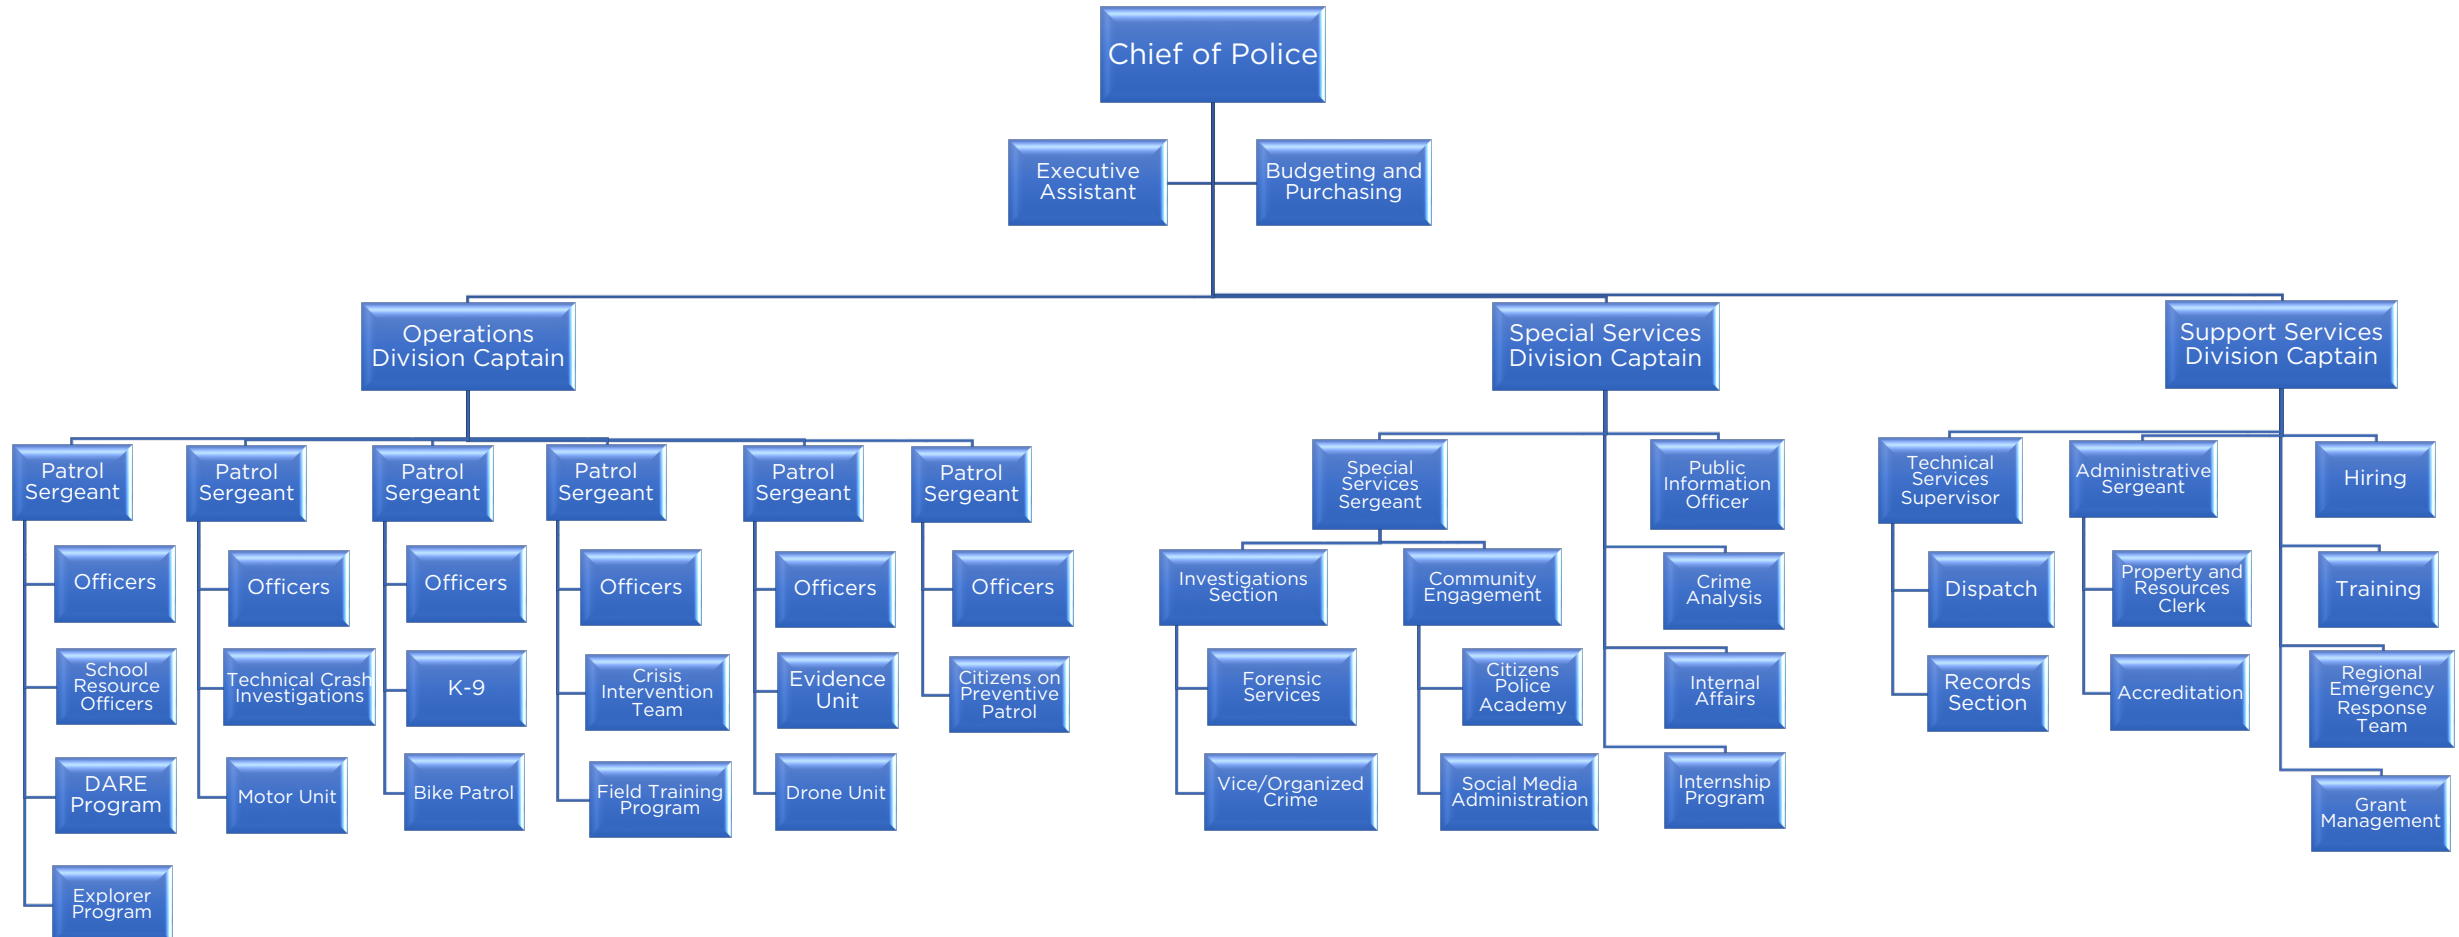 Chief of Police
Executive
Assistant
Budgeting and
Purchasing
Operations
Division Captain
Special Services
Division Captain
Support Services
Division Captain
Patrol
Sergeant
Officers
School
Resource
Officers
DARE
Program
Explorer
Program
Patrol
Sergeant
Officers
Technical Crash
Investigations
Motor Unit
Patrol
Sergeant
Officers
K-9
Bike Patrol
Patrol
Sergeant
Officers
Crisis
Intervention
Team
Field Training
Program
Patrol
Sergeant
Officers
Evidence
Unit
Drone Unit
Patrol
Sergeant
Officers
Citizens on
Preventive
Patrol
Special
Services
Sergeant
Investigations
Section
Forensic
Services
Vice/Organized
Crime
Community
Engagement
Citizens
Police
Academy
Social Media
Administration
Public
Information
Officer
Crime
Analysis
Internal
Affairs
Internship
Program
Technical
Services
Supervisor
Dispatch
Records
Section
Administrative
Sergeant
Property and
Resources
Clerk
Accreditation
Hiring
Training
Regional
Emergency
Response
Team
Grant
Management